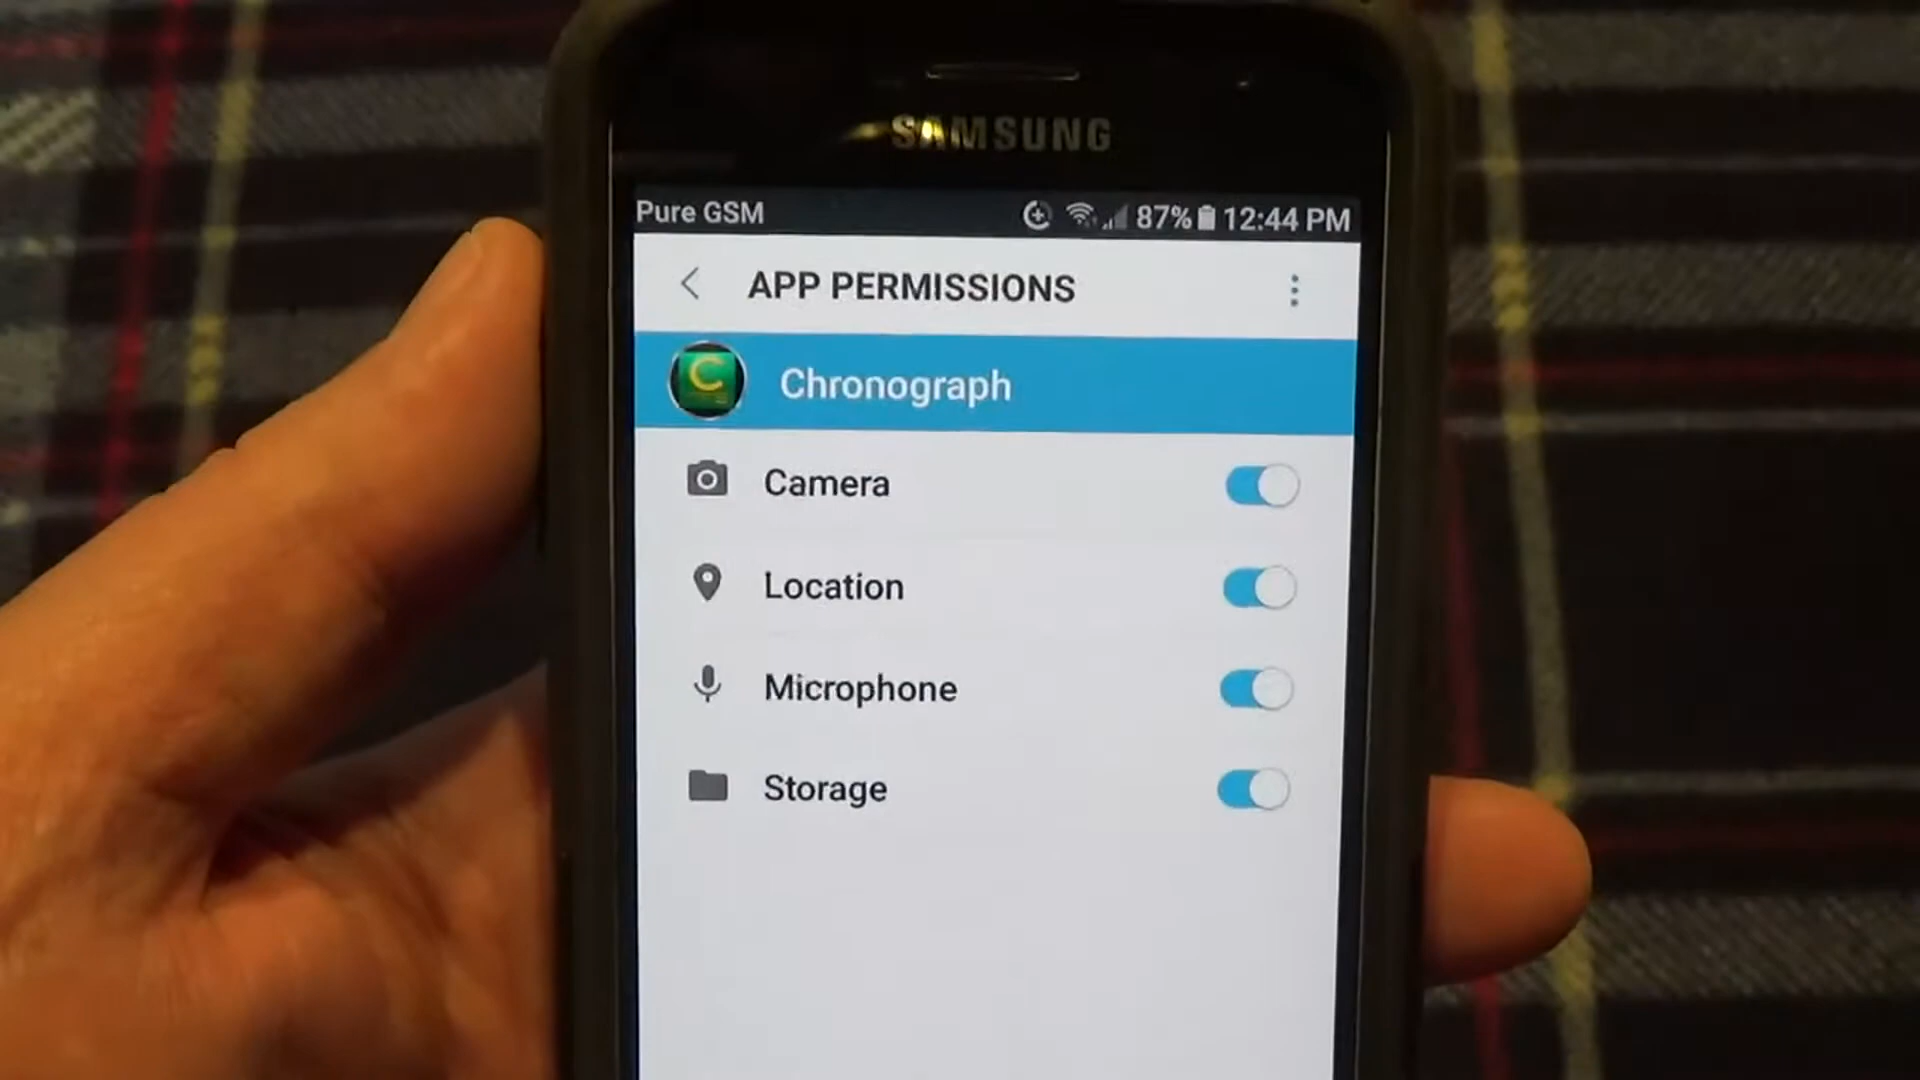 SAMSUNG
Pure GSM 87% 12:44 PM
APP PERMISSIONS
C Chronograph
Camera
Location
Microphone
Storage